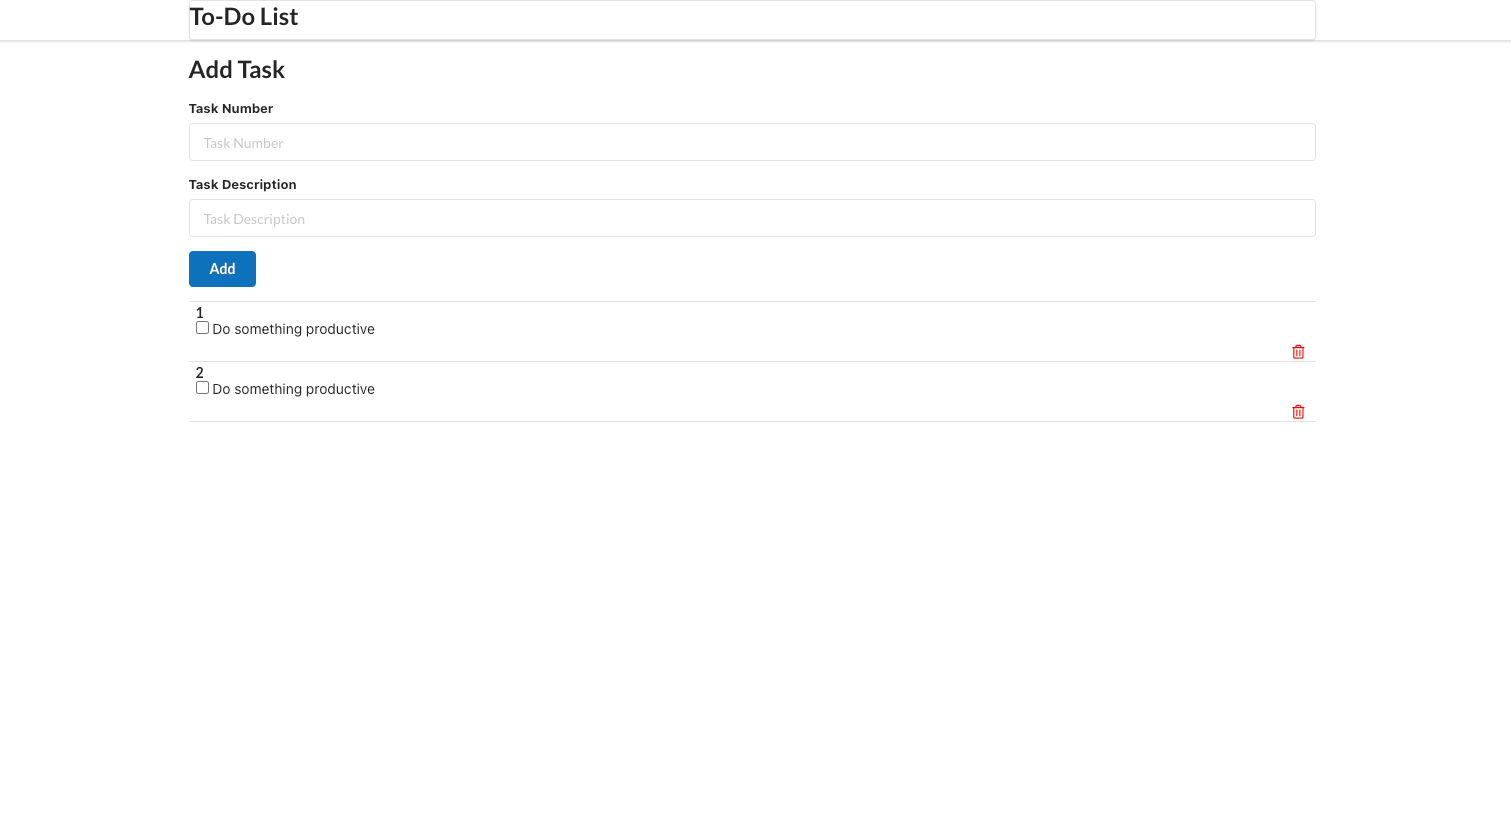 To-Do List
Add Task
Task Number
Task Number
Task Description
Task Description
Add
1
Do something productive
2
Do something productive